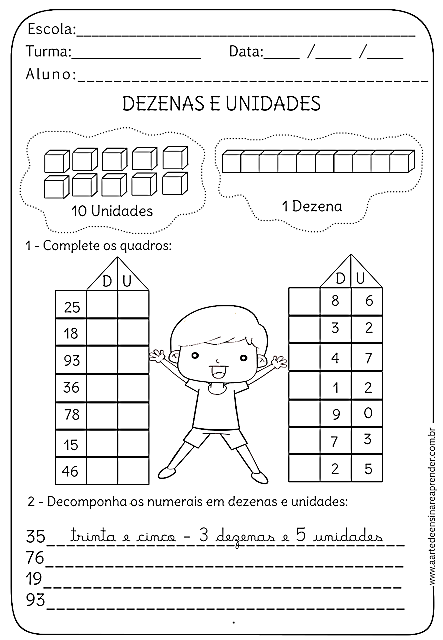 Escola:
Turma: Data: / /
Aluno:
DEZENAS E UNIDADES
10 Unidades
1 Dezena
1 - Complete os quadros:
D U
25
18
93
36
78
15
46
D U
8 6
3 2
4 7
1 2
9 0
7 3
2 5
2 - Decomponha os numerais em dezenas e unidades:
35 trinta e cinco - 3 dezenas e 5 unidades
76
19
93
www.aartedeensinareaprender.com.br